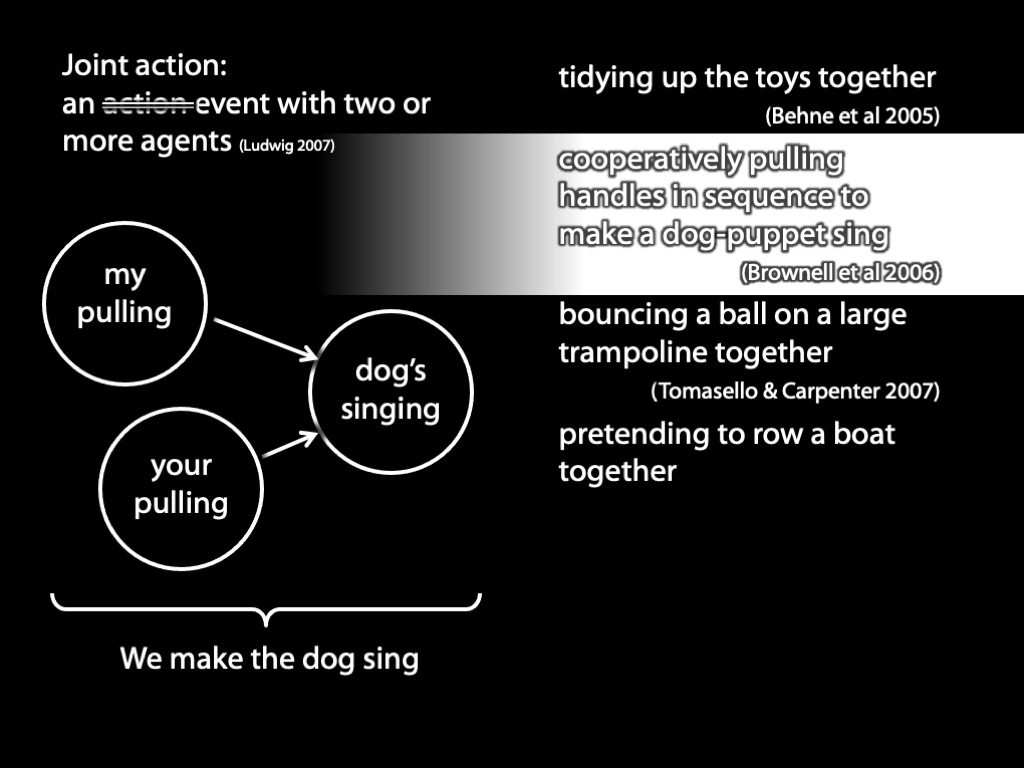 Joint action:
an action event with two or
more agents (Ludwig 2007)
my
pulling
your
pulling
dog's
singing
We make the dog sing
tidying up the toys together
(Behne et al 2005)
cooperatively pulling
handles in sequence to
make a dog-puppet sing
(Brownell et al 2006)
bouncing a ball on a large
trampoline together
(Tomasello & Carpenter 2007)
pretending to row a boat
together